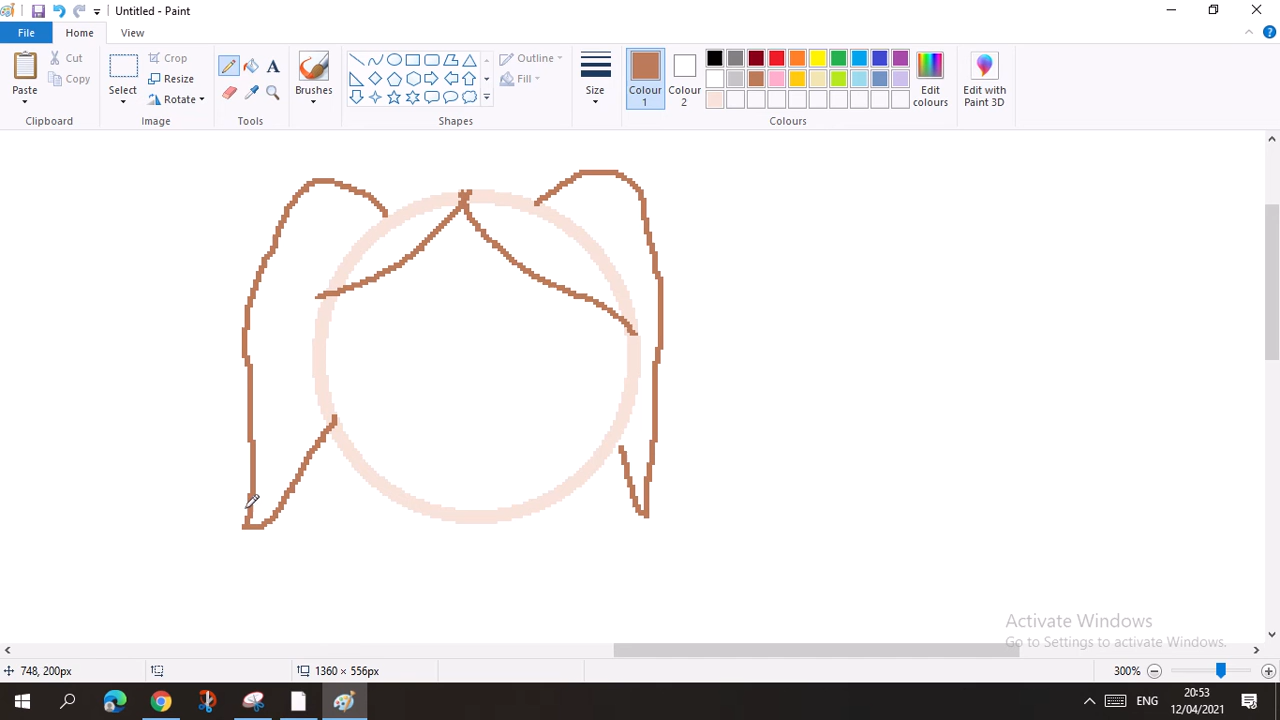 Untitled - Paint
File Home View
Paste
Cut
Copy
Clipboard
Select
Crop
Resize
Rotate
Image
Tools
Brushes
Outline
Fill
Shapes
Size
Colour 1
Colour 2
Edit colours
Colours
Edit with Paint 3D
Activate Windows
Go to Settings to activate Windows.
748, 200px
1360 × 556px
300%
ENG
20:53
12/04/2021